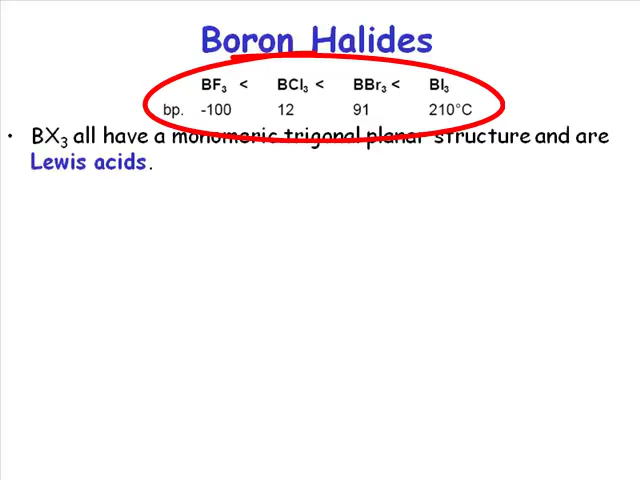 Boron Halides
BF₃ < BCl₃ < BBr₃ < BI₃
bp. -100 12 91 210°C
• BX₃ all have a monomeric trigonal planar structure and are
Lewis acids.